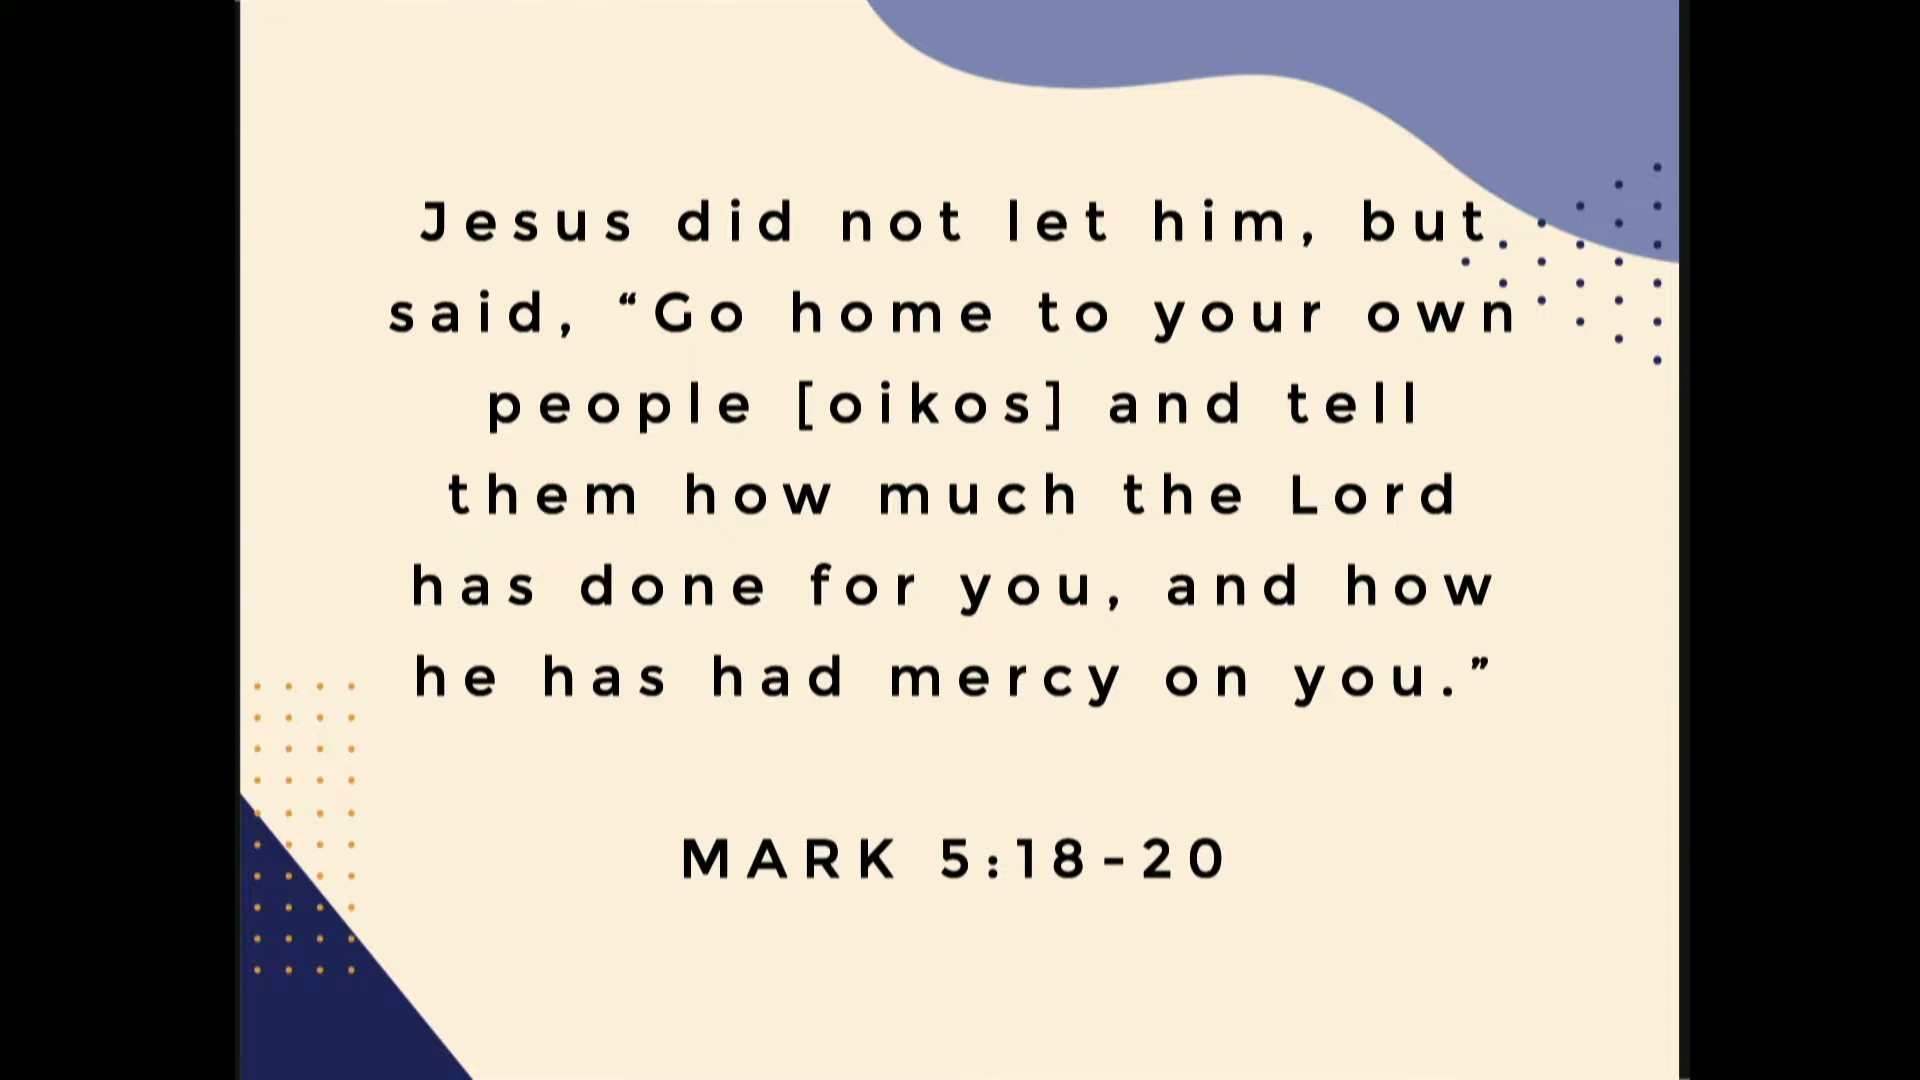 Jesus did not let him, but
said, “Go home to your own
people [oikos] and tell
them how much the Lord
has done for you, and how
he has had mercy on you.”
MARK 5:18-20